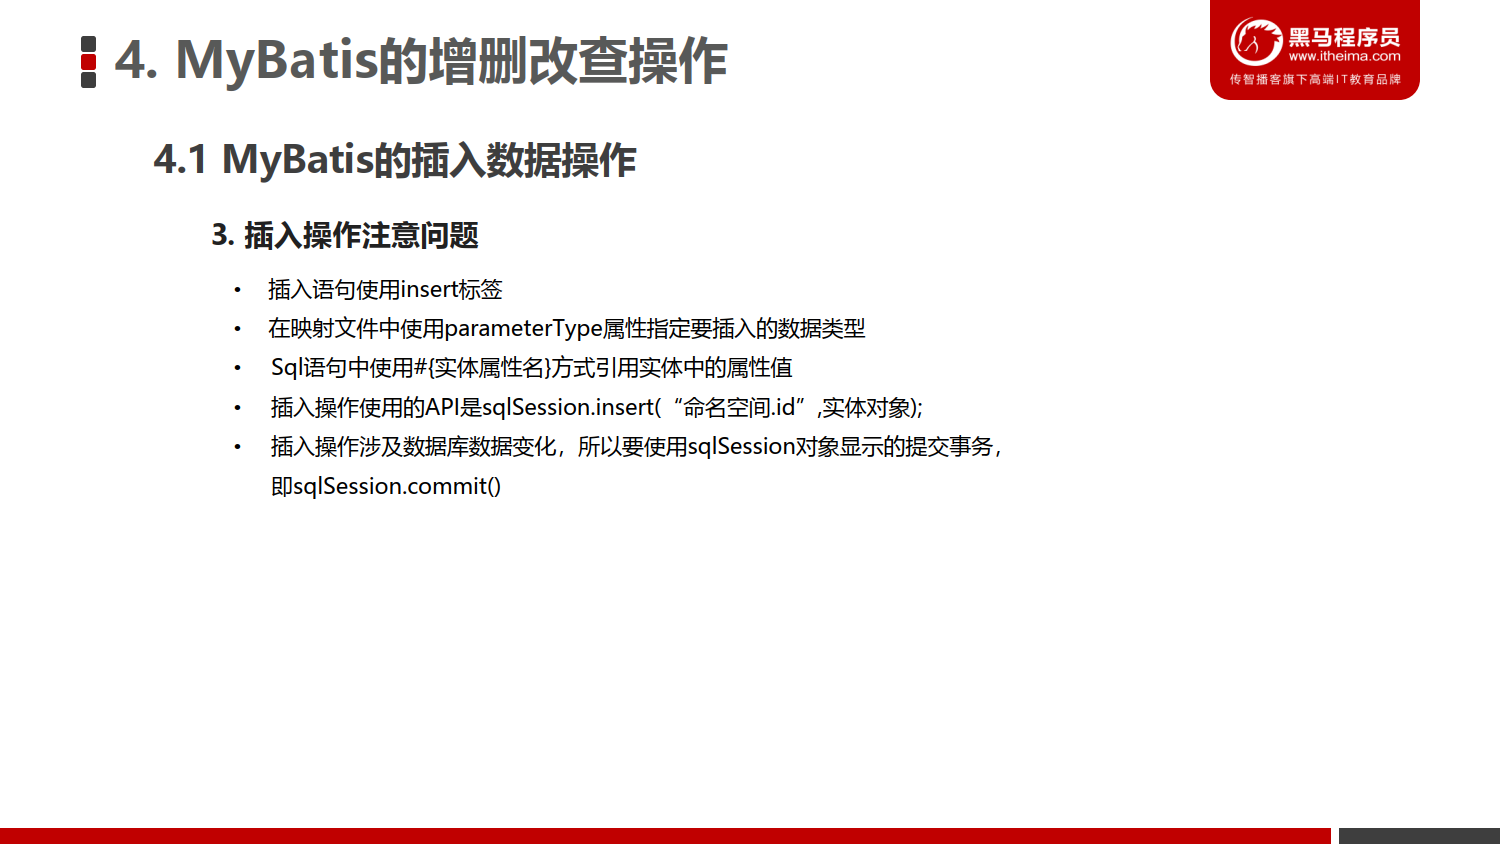 4. MyBatis的增删改查操作
黑马程序员
www.itheima.com
传智播客旗下高端IT教育品牌
4.1 MyBatis的插入数据操作
3. 插入操作注意问题
• 插入语句使用insert标签
• 在映射文件中使用parameterType属性指定要插入的数据类型
• Sql语句中使用#{实体属性名}方式引用实体中的属性值
• 插入操作使用的API是sqlSession.insert(“命名空间.id”,实体对象);
• 插入操作涉及数据库数据变化，所以要使用sqlSession对象显示的提交事务，
即sqlSession.commit()